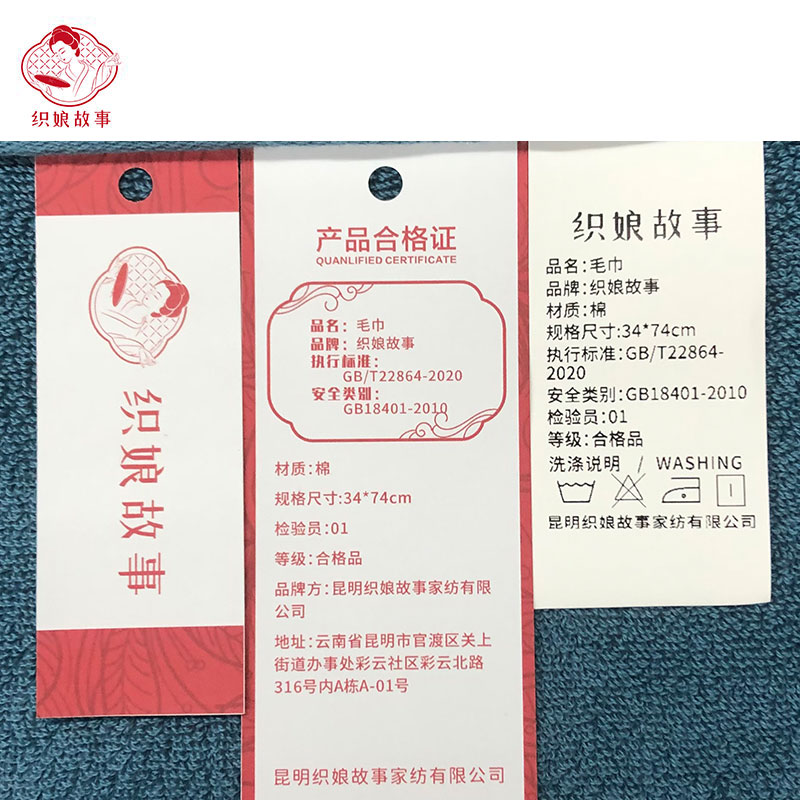 织娘故事
织娘故事
产品合格证
QUANLIFIED CERTIFICATE
品名：毛巾
品牌：织娘故事
执行标准：
GB/T22864-2020
安全类别：
GB18401-2010
材质:棉
规格尺寸:34*74cm
检验员:01
等级:合格品
品牌方：昆明织娘故事家纺有限
公司
地址:云南省昆明市官渡区关上
街道办事处彩云社区彩云北路
316号内A栋A-01号
昆明织娘故事家纺有限公司
织娘故事
品名:毛巾
品牌:织娘故事
材质:棉
规格尺寸:34*74cm
执行标准:GB/T22864-
2020
安全类别:GB18401-2010
检验员:01
等级:合格品
洗涤说明 / WASHING
昆明织娘故事家纺有限公司